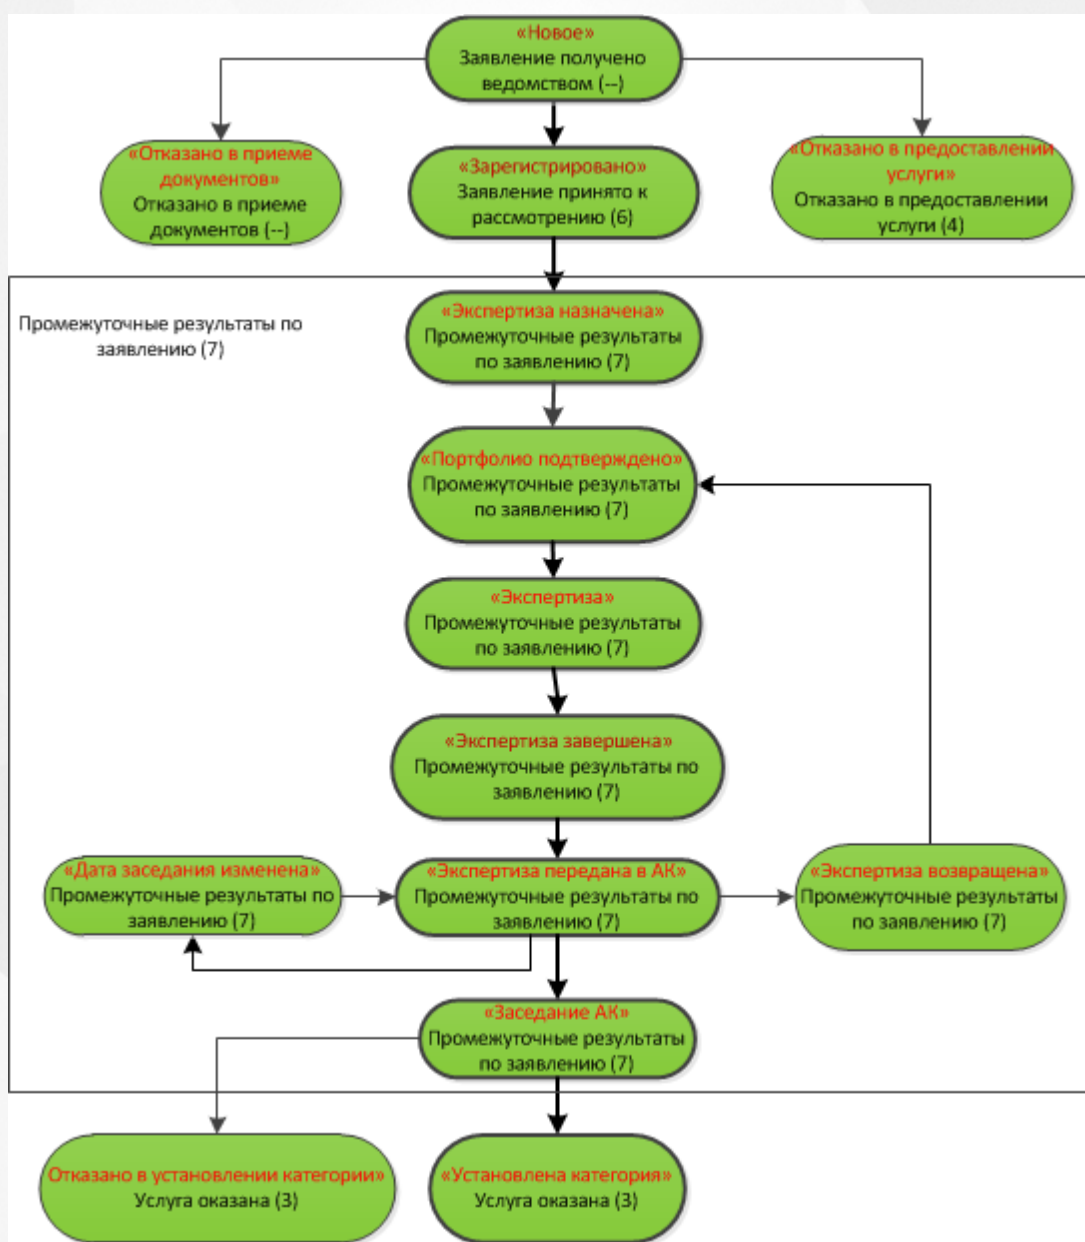 «Новое»
Заявление получено
ведомством (--)
«Отказано в приеме
документов»
Отказано в приеме
документов (--)
«Зарегистрировано»
Заявление принято к
рассмотрению (6)
«Отказано в предоставлении
услуги»
Отказано в предоставлении
услуги (4)
Промежуточные результаты по
заявлению (7)
«Экспертиза назначена»
Промежуточные результаты
по заявлению (7)
«Портфолио подтверждено»
Промежуточные результаты
по заявлению (7)
«Экспертиза»
Промежуточные результаты
по заявлению (7)
«Экспертиза завершена»
Промежуточные результаты по
заявлению (7)
«Дата заседания изменена»
Промежуточные результаты по
заявлению (7)
«Экспертиза передана в АК»
Промежуточные результаты по
заявлению (7)
«Экспертиза возвращена»
Промежуточные результаты
по заявлению (7)
«Заседание АК»
Промежуточные результаты
по заявлению (7)
Отказано в установлении категории»
Услуга оказана (3)
«Установлена категория»
Услуга оказана (3)